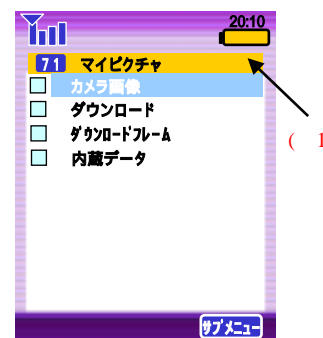 20:10
71 マイピクチャ
カメラ画像
ダウンロード
ﾀﾞｳﾝﾛｰﾄﾞﾌﾚｰﾑ
内蔵データ
( 1
ｻﾌﾞﾒﾆｭｰ